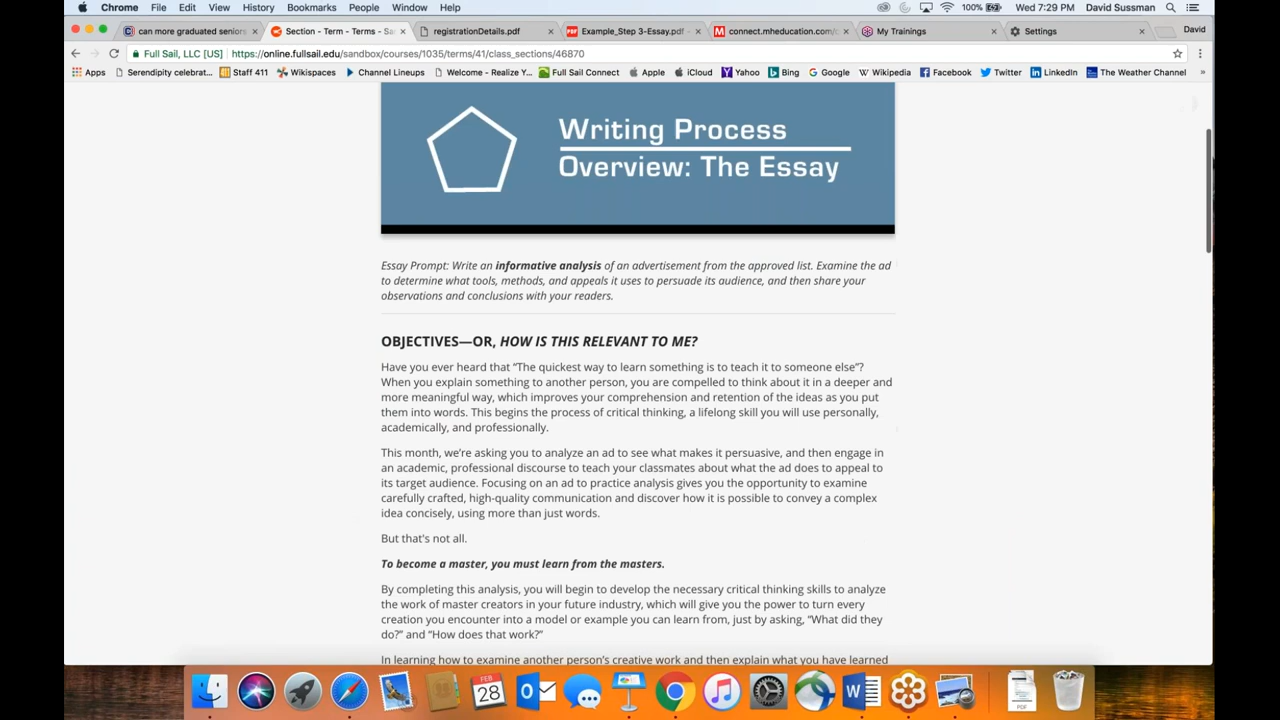 Chrome File Edit View History Bookmarks People Window Help 100% Wed 7:29 PM David Sussman
can more graduated seniors Section - Term - Terms - Sa registrationDetails.pdf Example_Step 3-Essay.pdf - connect.mheducation.com/c My Trainings Settings David
Full Sail, LLC [US] https://online.fullsail.edu/sandbox/courses/1035/terms/41/class_sections/46870
Apps Serendipity celebrat... Staff 411 Wikispaces Channel Lineups Welcome - Realize Y... Full Sail Connect Apple iCloud Yahoo Bing Google Wikipedia Facebook Twitter LinkedIn The Weather Channel »
Writing Process
Overview: The Essay
Essay Prompt: Write an informative analysis of an advertisement from the approved list. Examine the ad
to determine what tools, methods, and appeals it uses to persuade its audience, and then share your
observations and conclusions with your readers.
OBJECTIVES—OR, HOW IS THIS RELEVANT TO ME?
Have you ever heard that “The quickest way to learn something is to teach it to someone else”?
When you explain something to another person, you are compelled to think about it in a deeper and
more meaningful way, which improves your comprehension and retention of the ideas as you put
them into words. This begins the process of critical thinking, a lifelong skill you will use personally,
academically, and professionally.
This month, we’re asking you to analyze an ad to see what makes it persuasive, and then engage in
an academic, professional discourse to teach your classmates about what the ad does to appeal to
its target audience. Focusing on an ad to practice analysis gives you the opportunity to examine
carefully crafted, high-quality communication and discover how it is possible to convey a complex
idea concisely, using more than just words.
But that's not all.
To become a master, you must learn from the masters.
By completing this analysis, you will begin to develop the necessary critical thinking skills to analyze
the work of master creators in your future industry, which will give you the power to turn every
creation you encounter into a model or example you can learn from, just by asking, “What did they
do?” and “How does that work?”
In learning how to examine another person’s creative work and then explain what you have learned
FEB
28
PDF